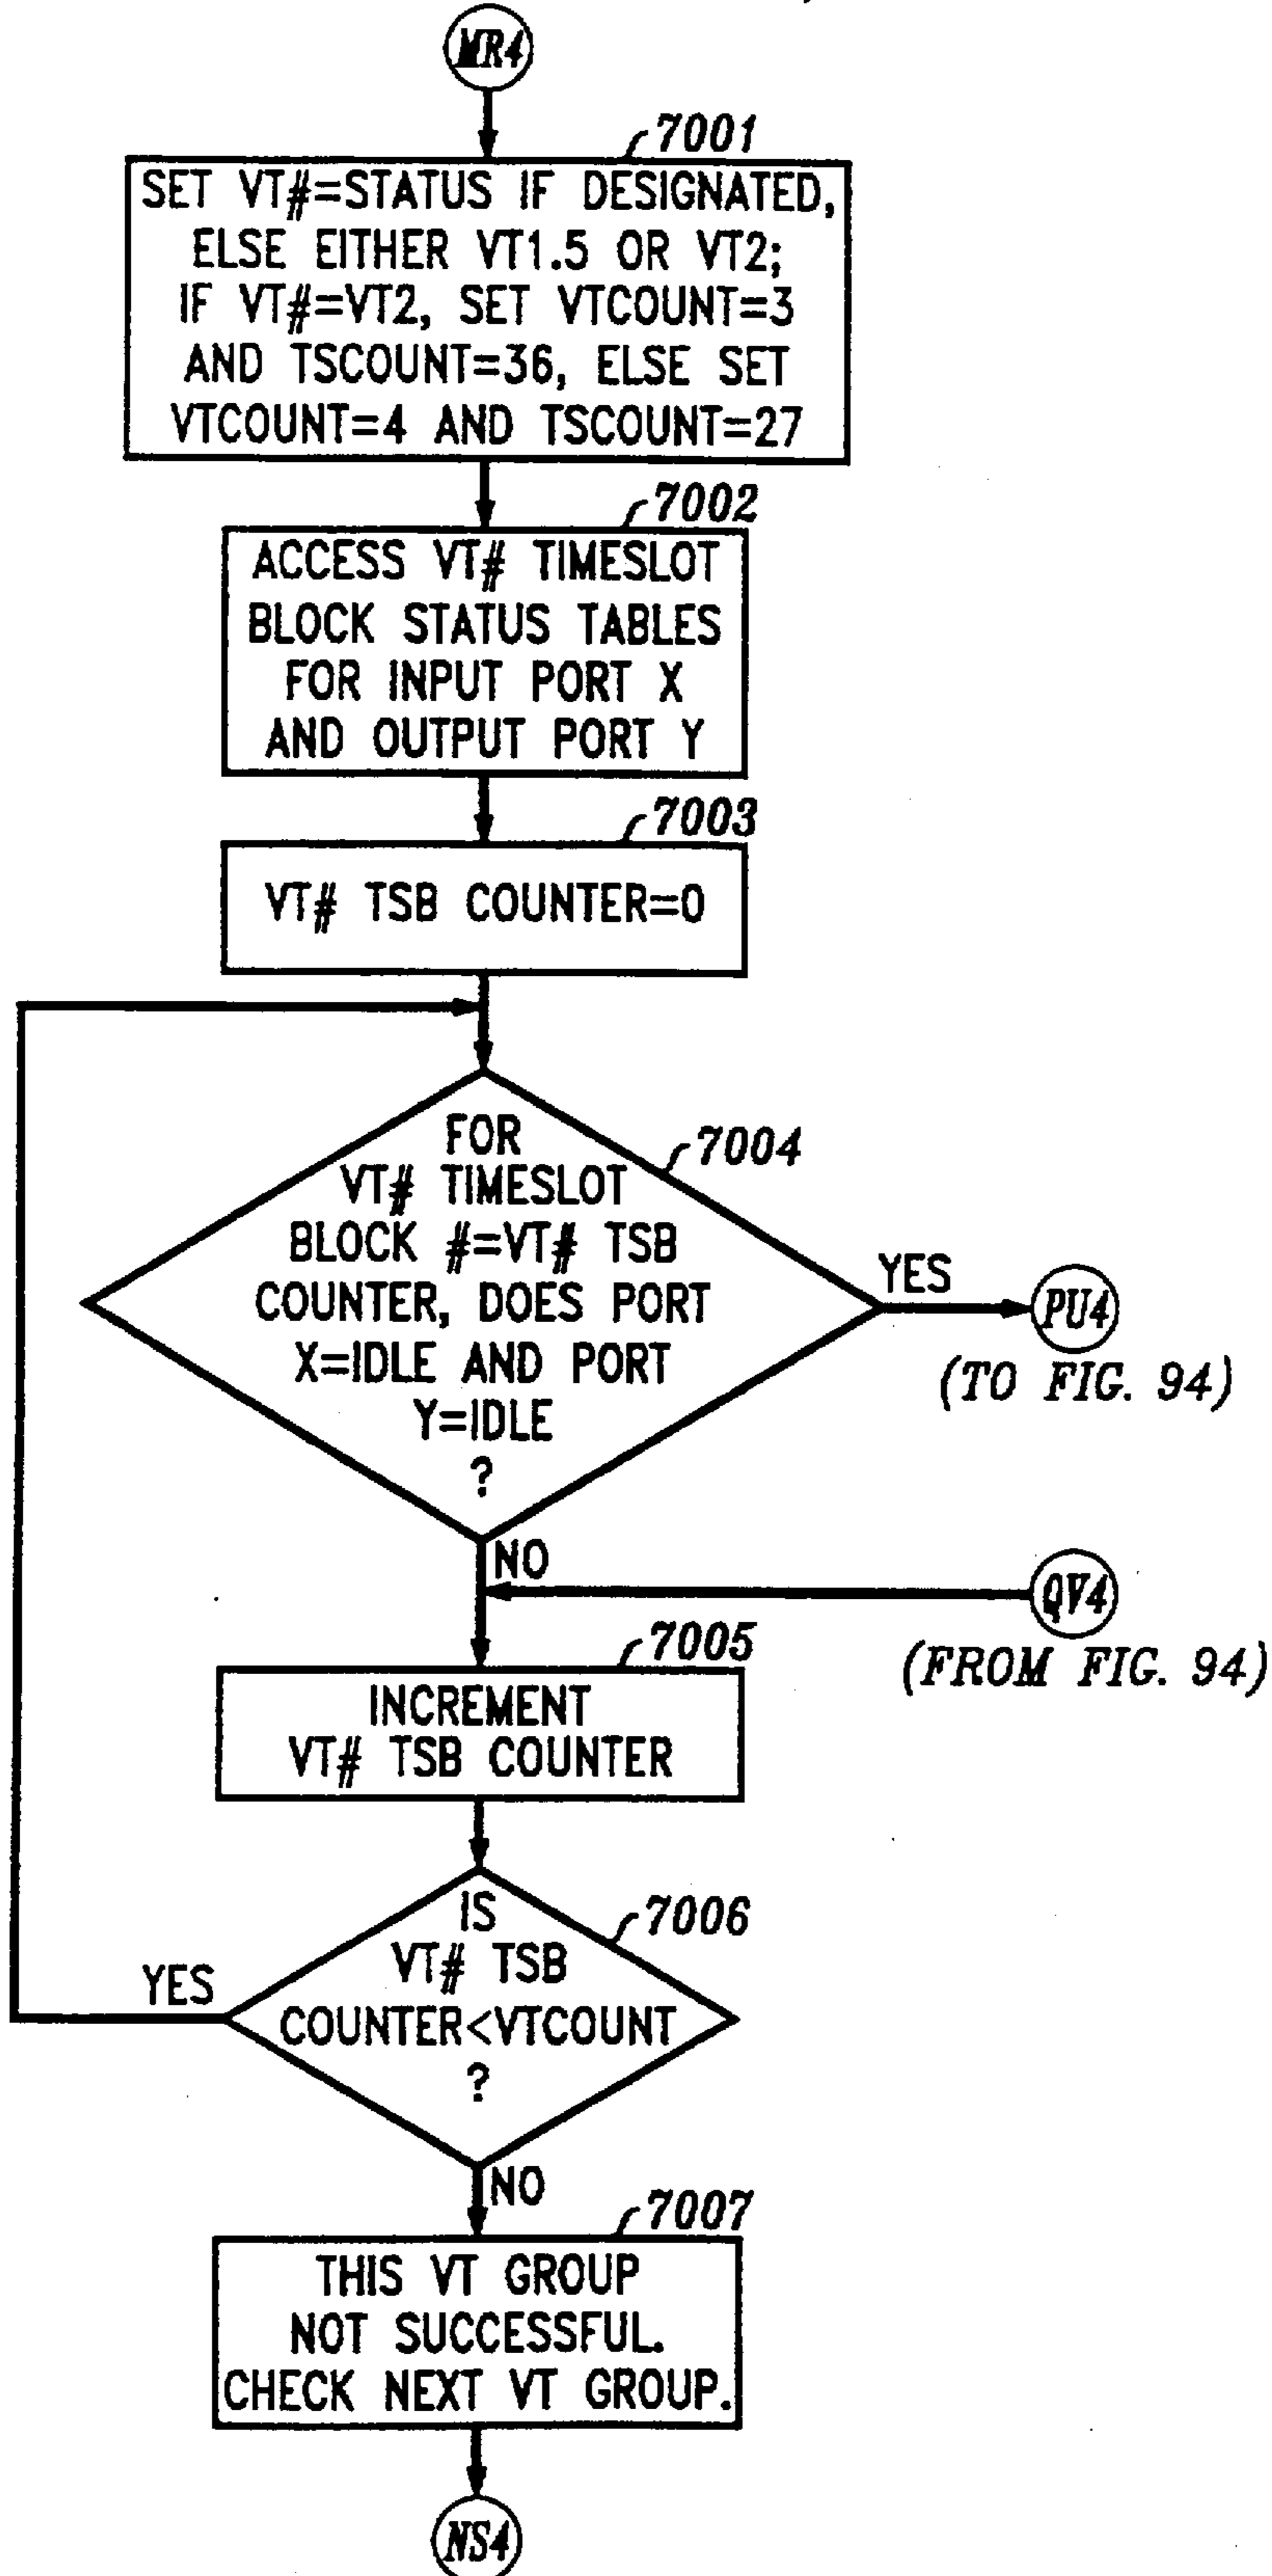 MR4
7001
SET VT#=STATUS IF DESIGNATED,
ELSE EITHER VT1.5 OR VT2;
IF VT#=VT2, SET VTCOUNT=3
AND TSCOUNT=36, ELSE SET
VTCOUNT=4 AND TSCOUNT=27
7002
ACCESS VT# TIMESLOT
BLOCK STATUS TABLES
FOR INPUT PORT X
AND OUTPUT PORT Y
7003
VT# TSB COUNTER=0
7004
FOR
VT# TIMESLOT
BLOCK #=VT# TSB
COUNTER, DOES PORT
X=IDLE AND PORT
Y=IDLE
?
YES
PU4
(TO FIG. 94)
NO
QV4
(FROM FIG. 94)
7005
INCREMENT
VT# TSB COUNTER
7006
IS
VT# TSB
COUNTER<VTCOUNT
?
YES
NO
7007
THIS VT GROUP
NOT SUCCESSFUL.
CHECK NEXT VT GROUP.
NS4